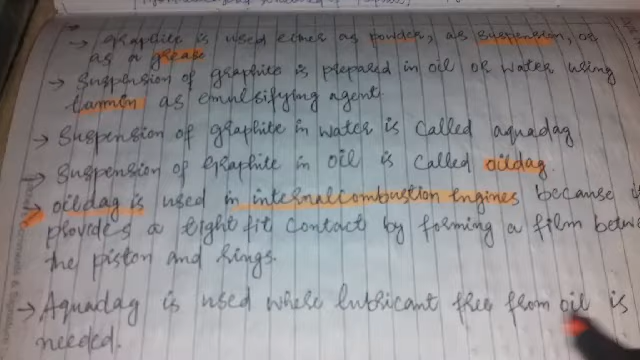 → Graphite is used either as powder, as suspension, or
as a grease
→ Suspension of graphite is prepared in oil or water using
tannin as emulsifying agent.
→ Suspension of graphite in water is called aquadag
→ Suspension of graphite in oil is called oildag.
→ oildag is used in internal combustion engines because it
provides a tight fit contact by forming a film betwe
the piston and rings.
→ Aquadag is used where lubricant free from oil is
needed.